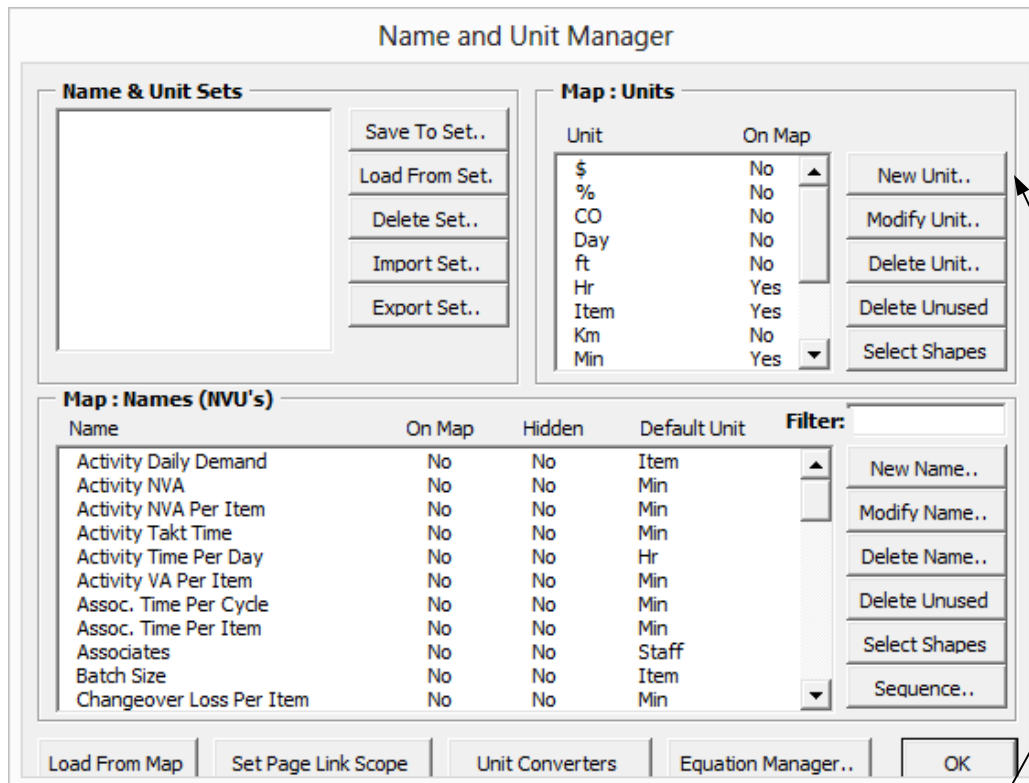 Name and Unit Manager
Name & Unit Sets
Save To Set..
Load From Set.
Delete Set..
Import Set..
Export Set..
Map : Units
Unit On Map
$ No
% No
CO No
Day No
ft No
Hr Yes
Item Yes
Km No
Min Yes
New Unit..
Modify Unit..
Delete Unit..
Delete Unused
Select Shapes
Map : Names (NVU's)
Name On Map Hidden Default Unit Filter:
Activity Daily Demand No No Item
Activity NVA No No Min
Activity NVA Per Item No No Min
Activity Takt Time No No Min
Activity Time Per Day No No Hr
Activity VA Per Item No No Min
Assoc. Time Per Cycle No No Min
Assoc. Time Per Item No No Min
Associates No No Staff
Batch Size No No Item
Changeover Loss Per Item No No Min
New Name..
Modify Name..
Delete Name..
Delete Unused
Select Shapes
Sequence..
Load From Map Set Page Link Scope Unit Converters Equation Manager.. OK